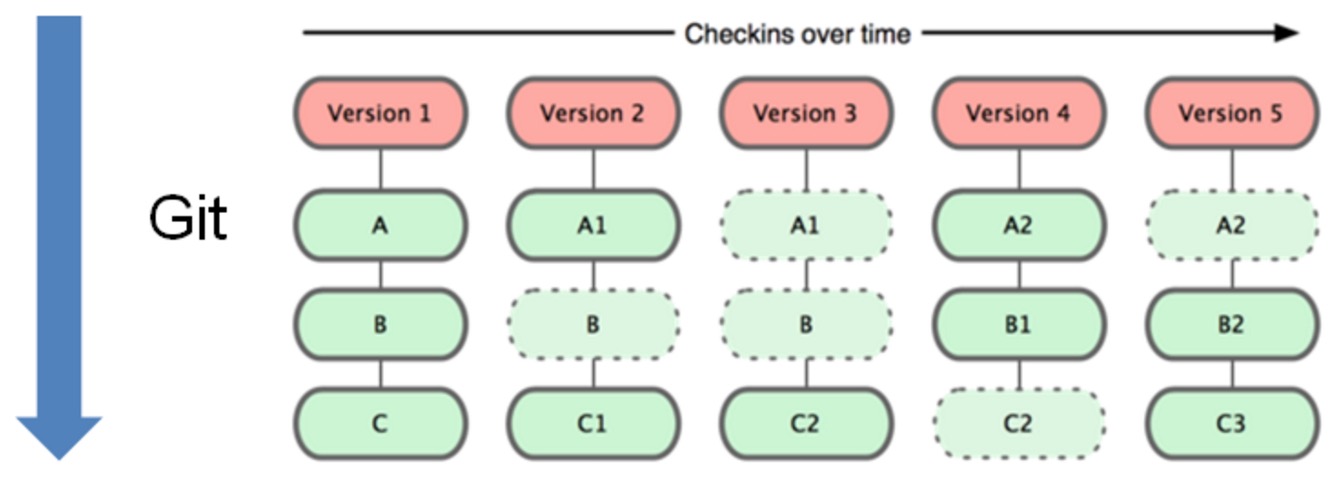 Checkins over time
Version 1 Version 2 Version 3 Version 4 Version 5
Git
A A1 A1 A2 A2
B B B B1 B2
C C1 C2 C2 C3